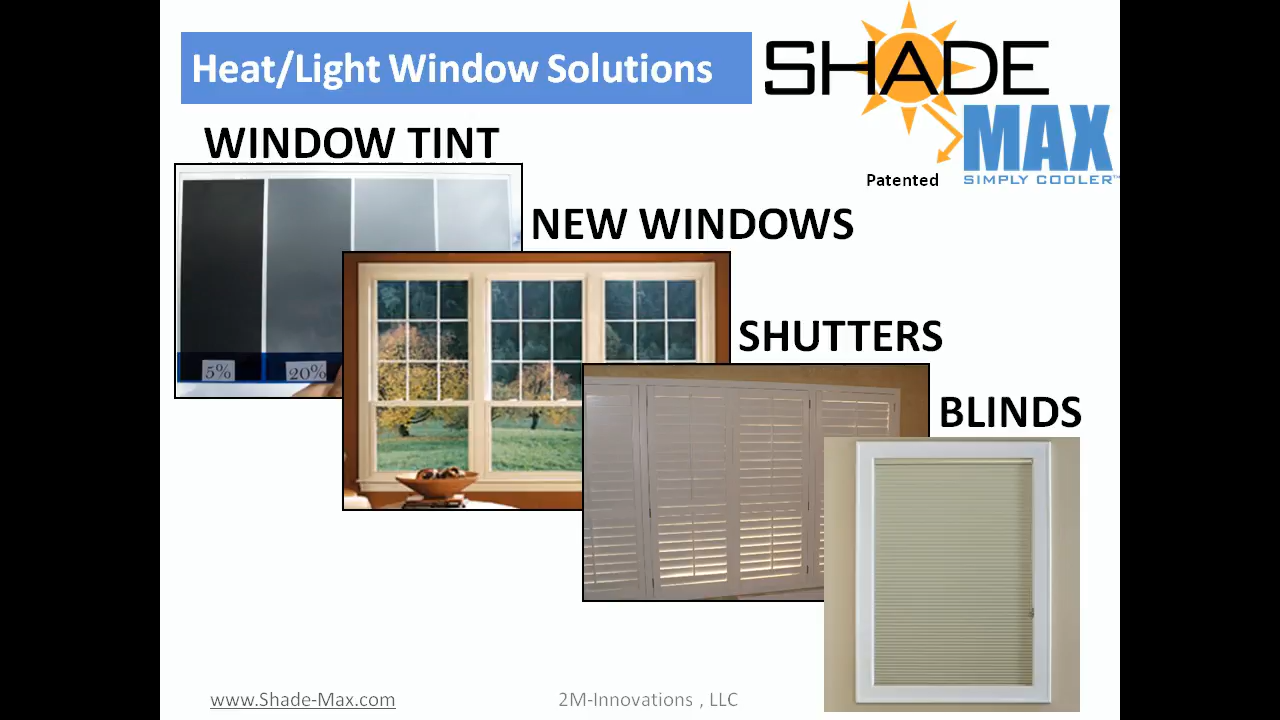 Heat/Light Window Solutions
SHADE
MAX
SIMPLY COOLER™
Patented
WINDOW TINT
5%
20%
NEW WINDOWS
SHUTTERS
BLINDS
www.Shade-Max.com
2M-Innovations , LLC